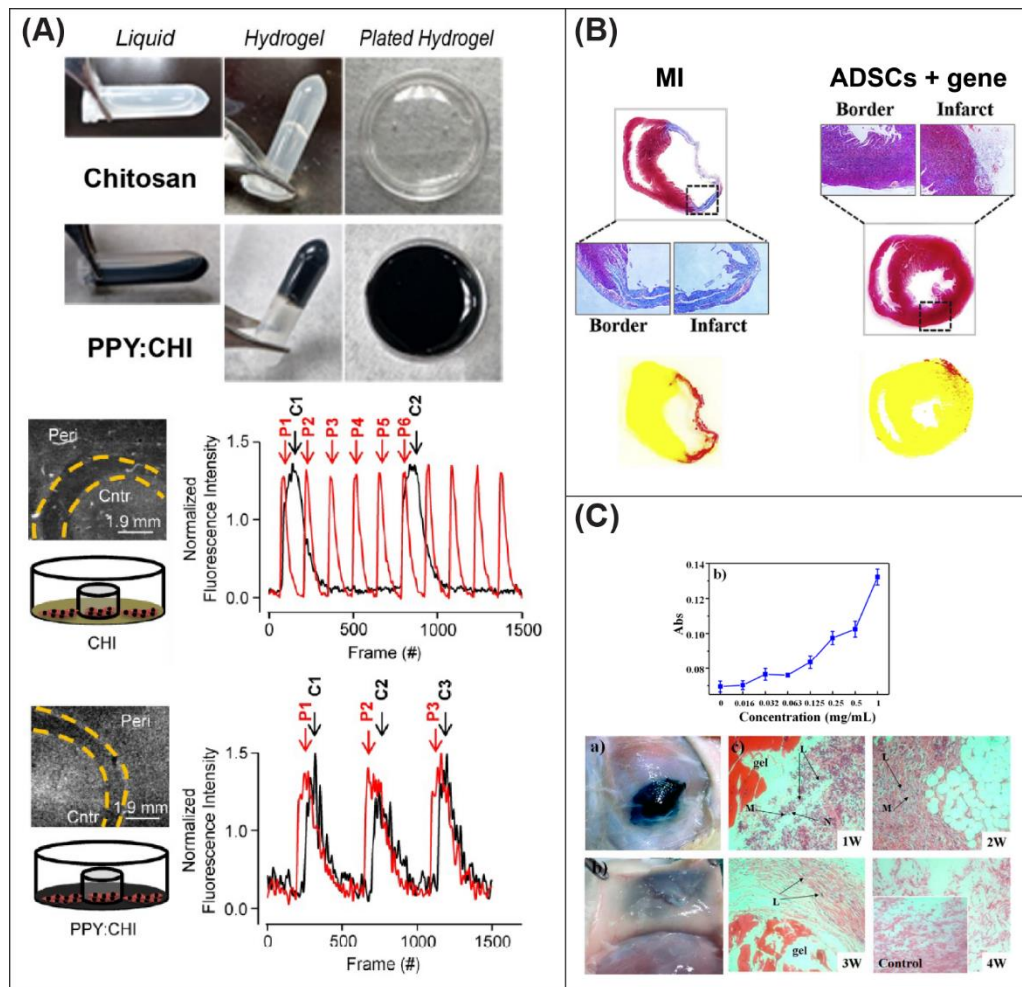 (A)
Liquid Hydrogel Plated Hydrogel
Chitosan
PPY:CHI
Peri
Cntr
1.9 mm
CHI
Normalized
Fluorescence Intensity
1.5
1.0
0.0
P1 C1 P2 P3 P4 P5 P6 C2
0 500 1000 1500
Frame (#)
Peri
Cntr
1.9 mm
PPY:CHI
Normalized
Fluorescence Intensity
1.5
1.0
0.0
P1 C1 P2 C2 P3 C3
0 500 1000 1500
Frame (#)
(B)
MI
ADSCs + gene
Border Infarct
Border Infarct
(C)
b)
Abs
0.14
0.12
0.10
0.08
0 0.016 0.032 0.063 0.125 0.25 0.5 1
Concentration (mg/mL)
a)
c)
gel
L
M
N
1W
L
M
2W
b)
L
gel
3W
Control
4W